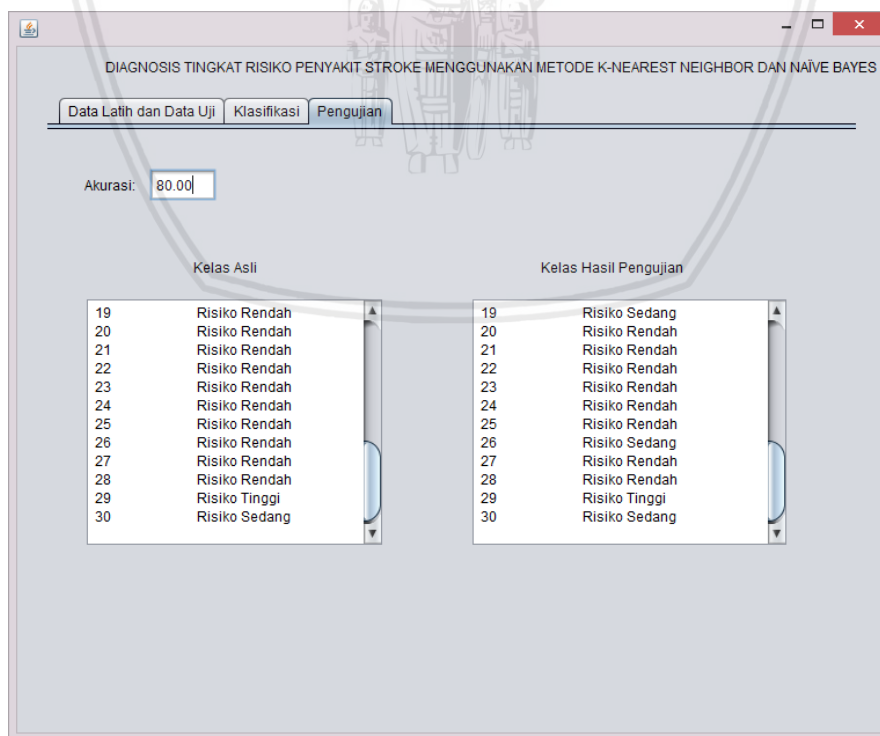 DIAGNOSIS TINGKAT RISIKO PENYAKIT STROKE MENGGUNAKAN METODE K-NEAREST NEIGHBOR DAN NAÏVE BAYES
Data Latih dan Data Uji Klasifikasi Pengujian
Akurasi: 80.00
Kelas Asli
19 Risiko Rendah
20 Risiko Rendah
21 Risiko Rendah
22 Risiko Rendah
23 Risiko Rendah
24 Risiko Rendah
25 Risiko Rendah
26 Risiko Rendah
27 Risiko Rendah
28 Risiko Rendah
29 Risiko Tinggi
30 Risiko Sedang
Kelas Hasil Pengujian
19 Risiko Sedang
20 Risiko Rendah
21 Risiko Rendah
22 Risiko Rendah
23 Risiko Rendah
24 Risiko Rendah
25 Risiko Rendah
26 Risiko Sedang
27 Risiko Rendah
28 Risiko Rendah
29 Risiko Tinggi
30 Risiko Sedang